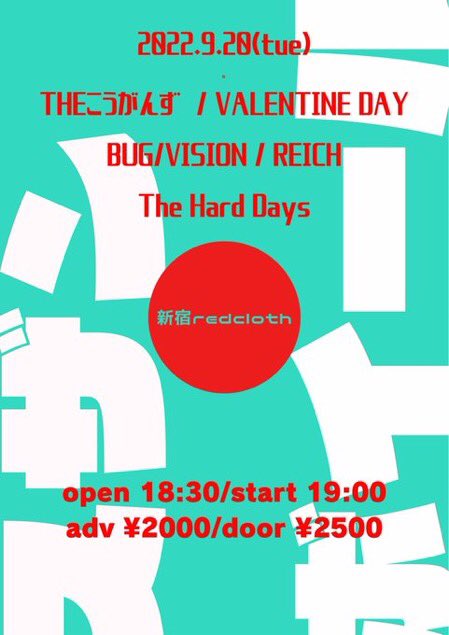 2022.9.20(tue)
THEこうがんず / VALENTINE DAY
BUG/VISION / REICH
The Hard Days
新宿redcloth
open 18:30/start 19:00
adv ¥2000/door ¥2500